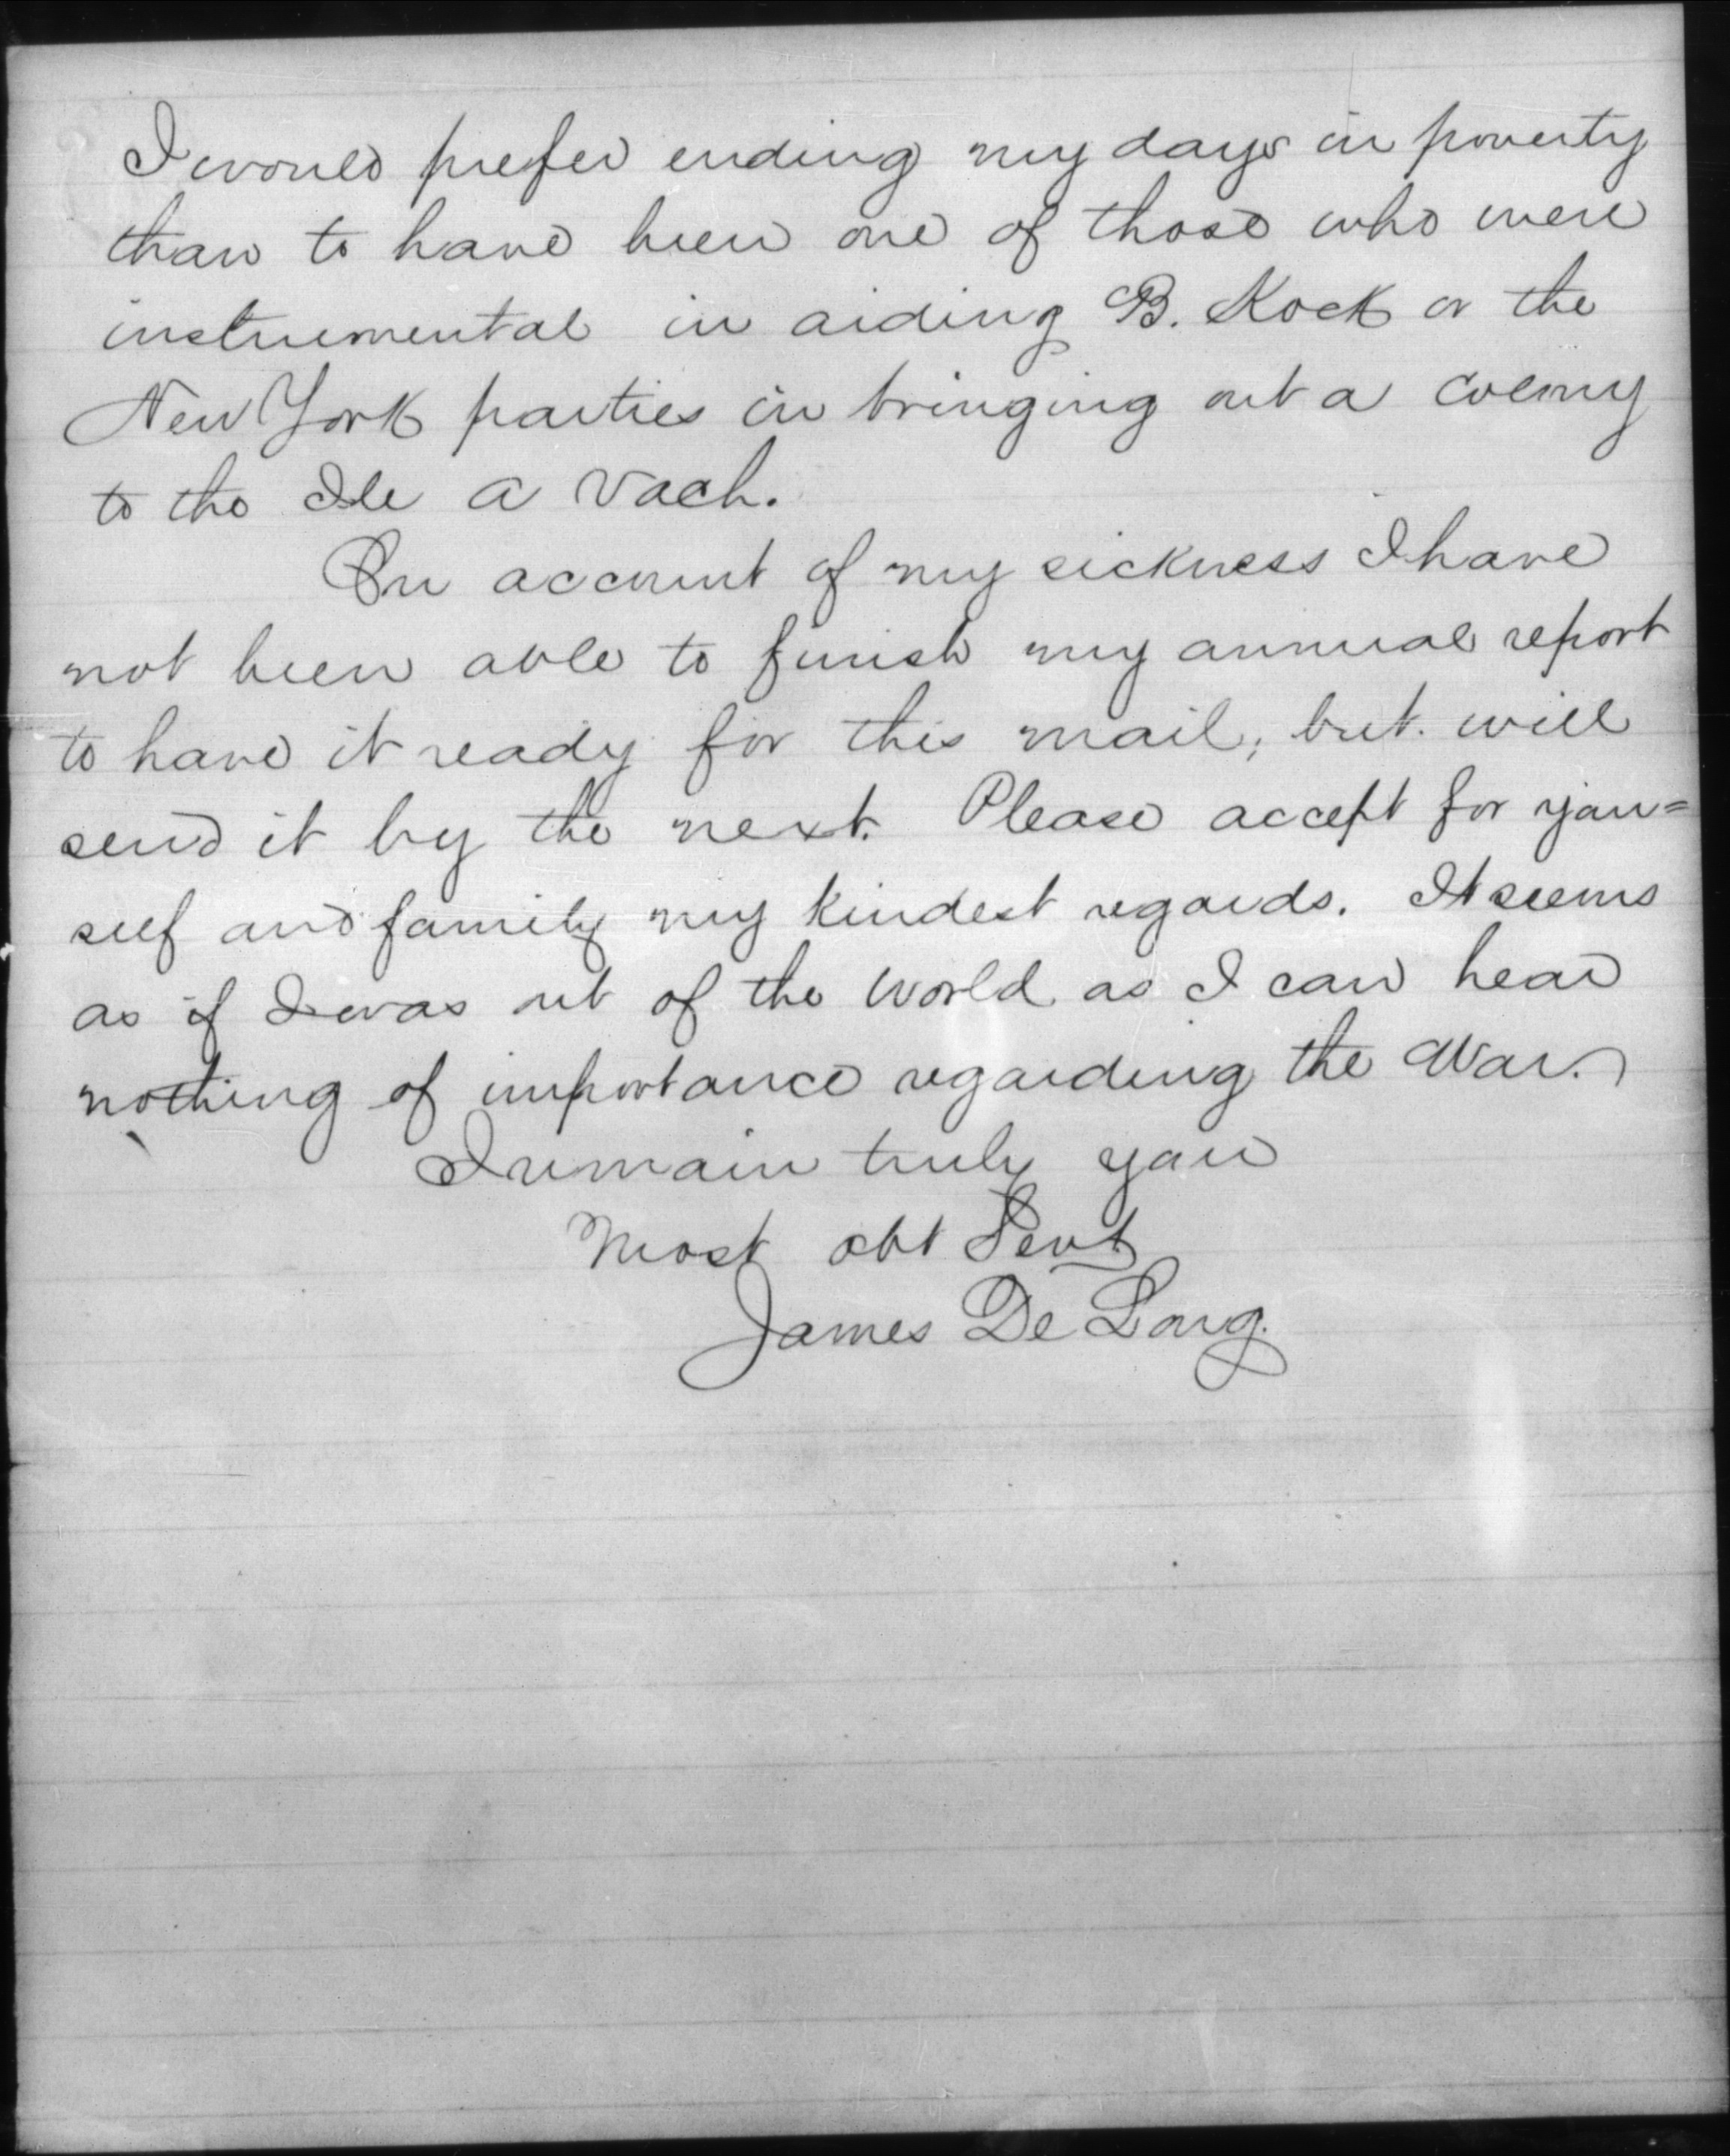 I would prefer ending my days in poverty
than to have been one of those who were
instrumental in aiding B. Kock or the
New York parties in bringing out a colony
to the Ile a Vach.
On account of my sickness I have
not been able to finish my annual report
to have it ready for this mail; but will
send it by the next. Please accept for your=
self and family my kindest regards. It seems
as if I was out of the world as I can hear
nothing of importance regarding the War.
I remain truly your
Most obt Servt
James De Long.